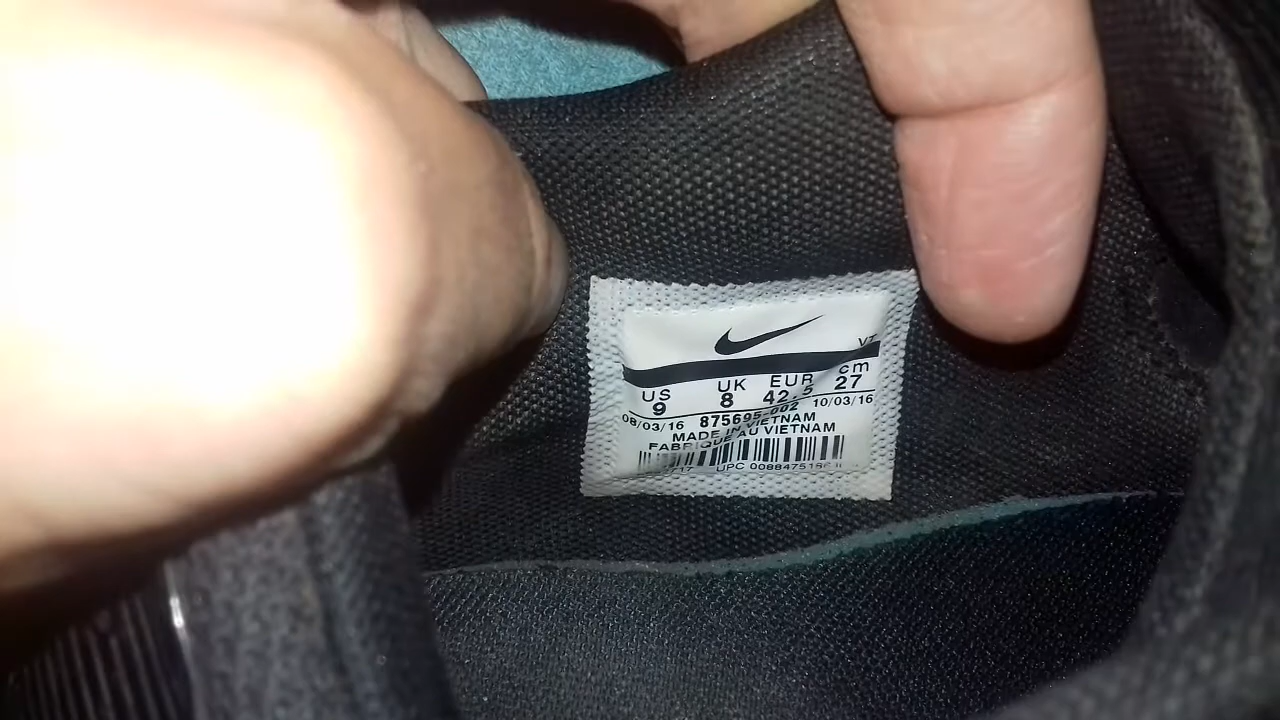 VT
US UK EUR cm
9 8 42.5 27
08/03/16 875695-002 10/03/16
MADE IN VIETNAM
FABRIQUE AU VIETNAM
UPC